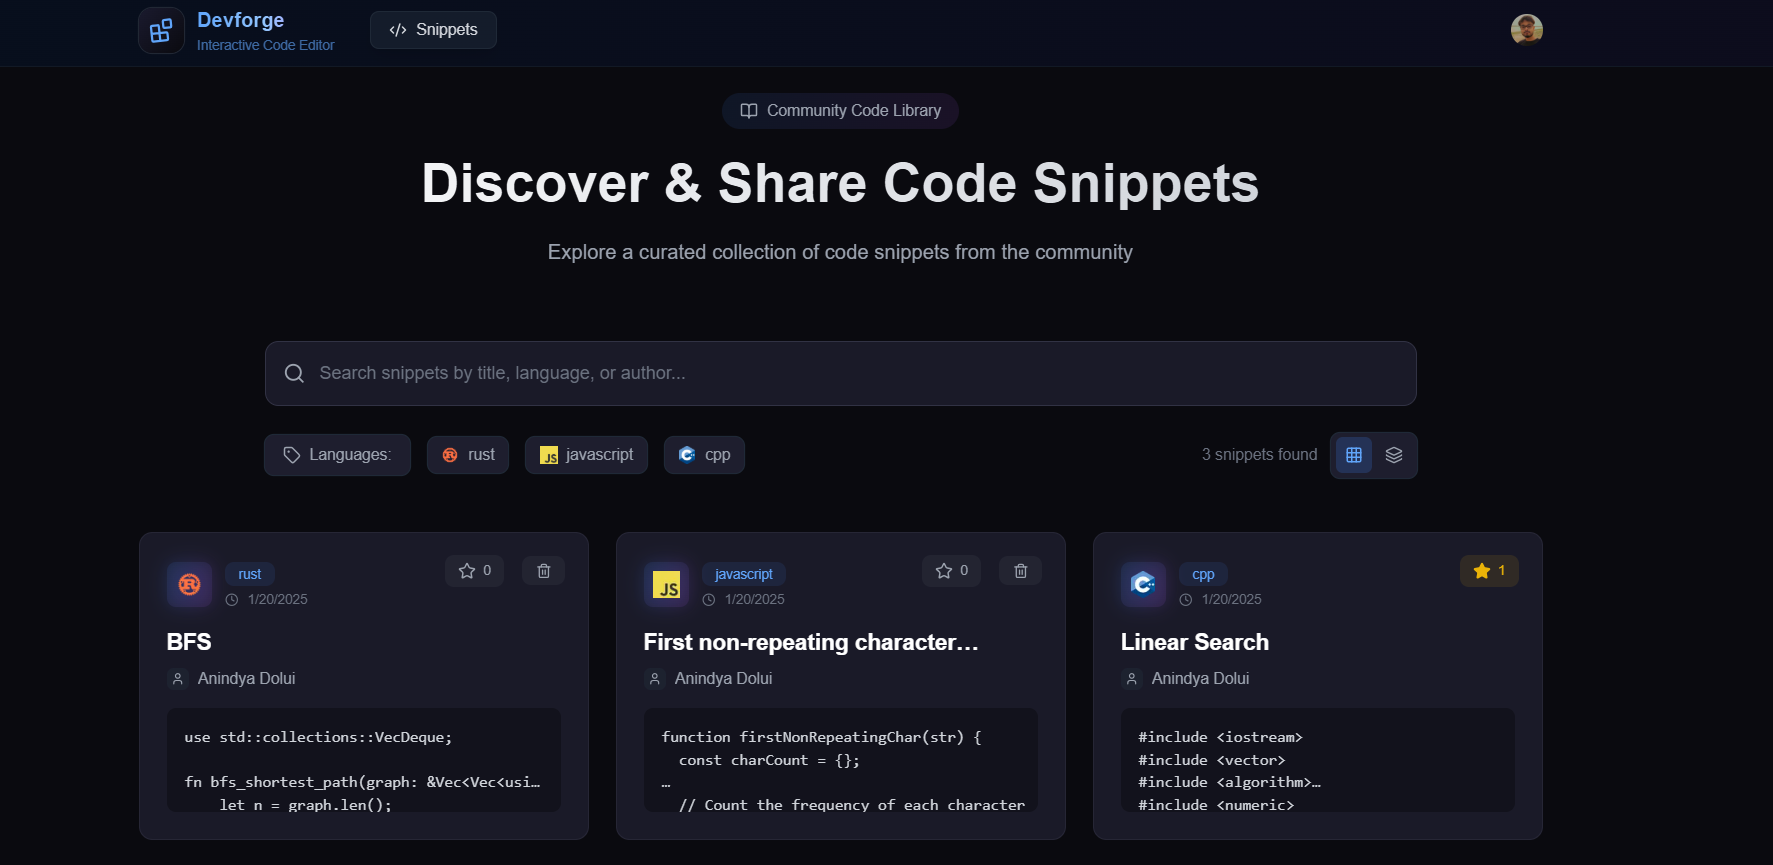 Devforge
Interactive Code Editor
</> Snippets
Community Code Library
Discover & Share Code Snippets
Explore a curated collection of code snippets from the community
Search snippets by title, language, or author...
Languages:
rust
JS javascript
C cpp
3 snippets found
rust
1/20/2025
0
BFS
Anindya Dolui
use std::collections::VecDeque;
fn bfs_shortest_path(graph: &Vec<Vec<usi…
let n = graph.len();
JS
javascript
1/20/2025
0
First non-repeating character…
Anindya Dolui
function firstNonRepeatingChar(str) {
const charCount = {};
…
// Count the frequency of each character
C
cpp
1/20/2025
1
Linear Search
Anindya Dolui
#include <iostream>
#include <vector>
#include <algorithm>…
#include <numeric>